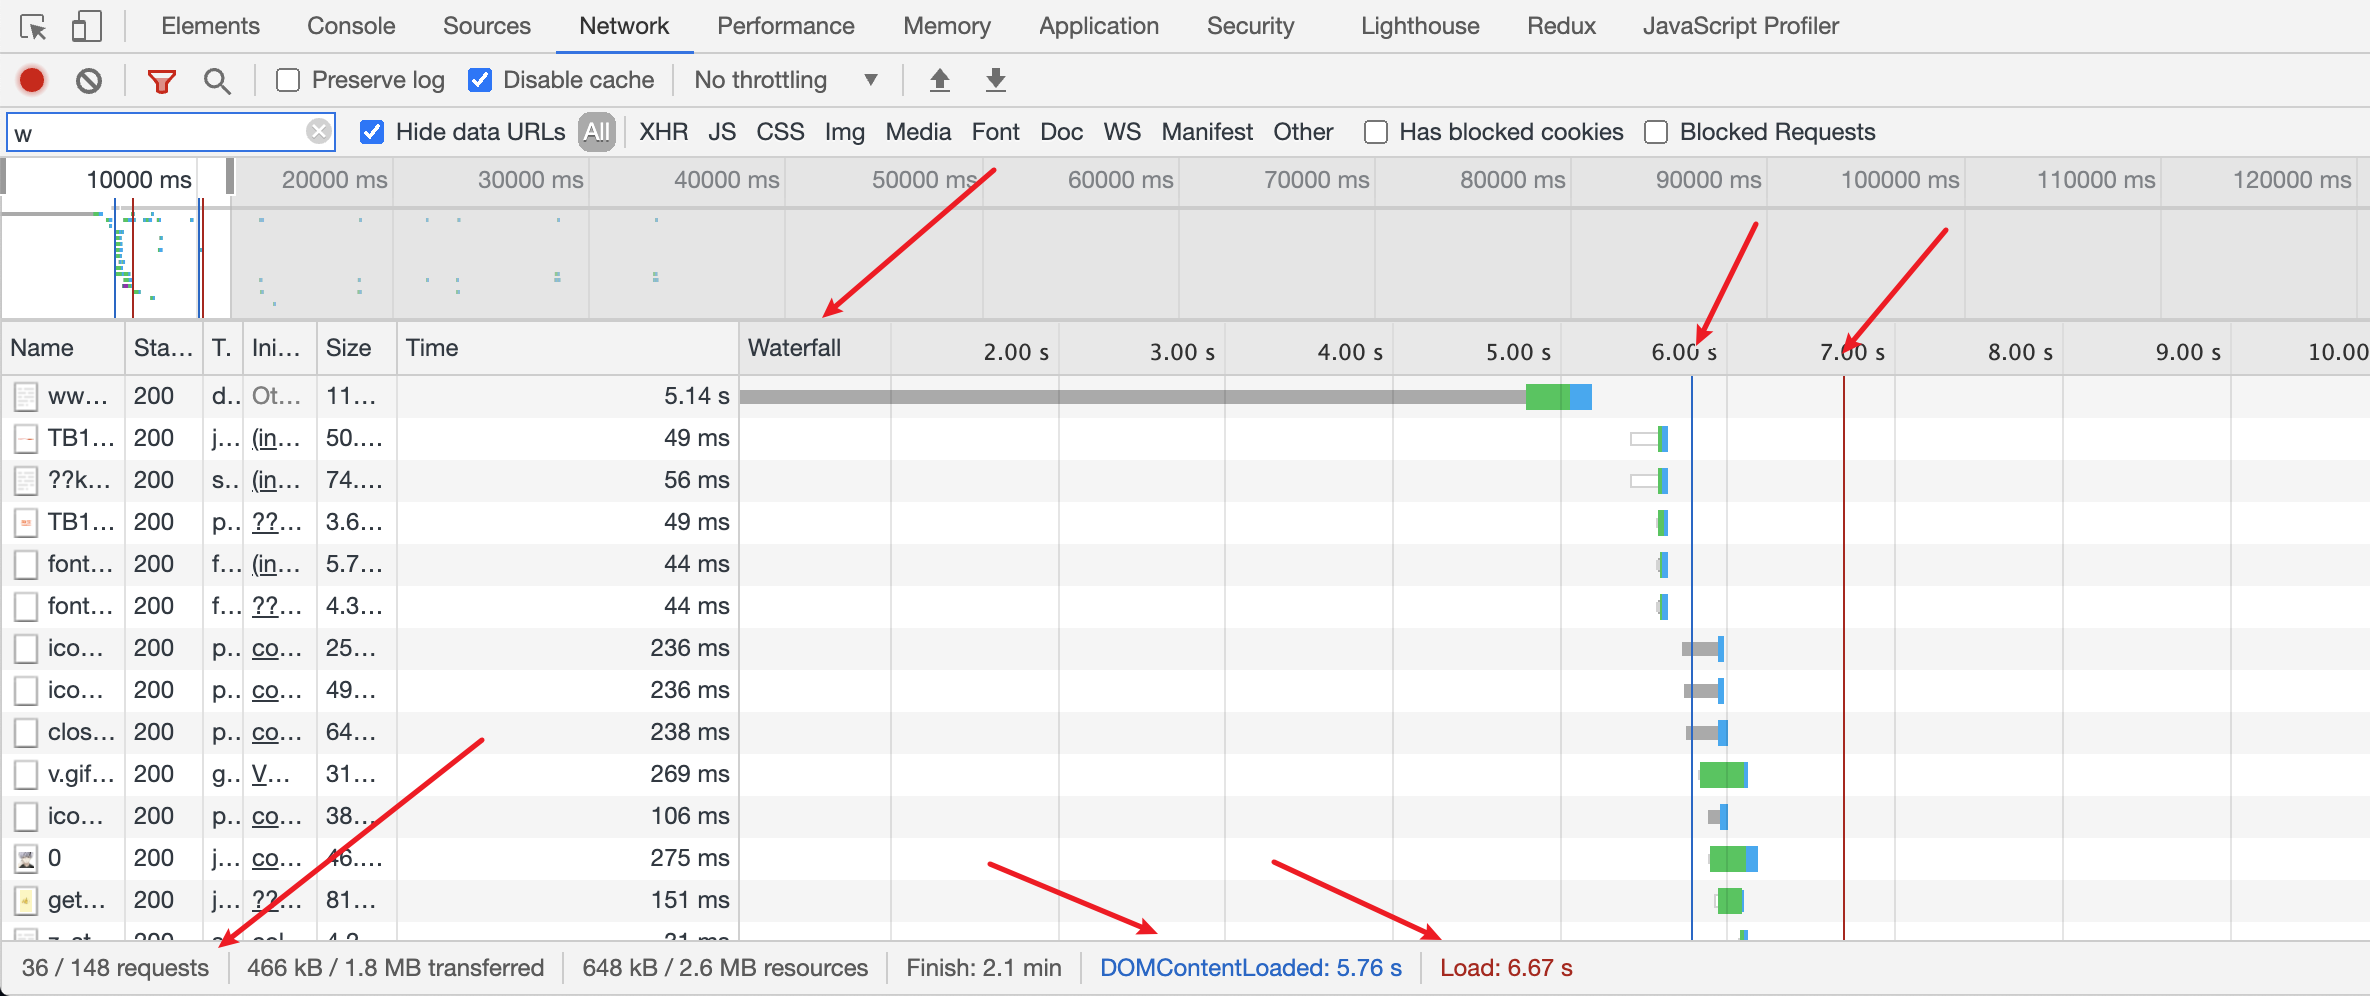 Elements Console Sources Network Performance Memory Application Security Lighthouse Redux JavaScript Profiler
Preserve log Disable cache No throttling
w Hide data URLs All XHR JS CSS Img Media Font Doc WS Manifest Other Has blocked cookies Blocked Requests
10000 ms 20000 ms 30000 ms 40000 ms 50000 ms 60000 ms 70000 ms 80000 ms 90000 ms 100000 ms 110000 ms 120000 ms
Name Sta... T. Ini... Size Time Waterfall 2.00 s 3.00 s 4.00 s 5.00 s 6.00 s 7.00 s 8.00 s 9.00 s 10.00
ww... 200 d.. Ot... 11... 5.14 s
TB1... 200 j... (in... 50.... 49 ms
??k... 200 s.. (in... 74.... 56 ms
TB1... 200 p.. ??... 3.6... 49 ms
font... 200 f... (in... 5.7... 44 ms
font... 200 f... ??... 4.3... 44 ms
ico... 200 p.. co... 25... 236 ms
ico... 200 p.. co... 49... 236 ms
clos... 200 p.. co... 64... 238 ms
v.gif... 200 g.. V... 31... 269 ms
ico... 200 p.. co... 38... 106 ms
0 200 j... co... 46.... 275 ms
get... 200 j... ??... 81... 151 ms
200 31 ms
36 / 148 requests 466 kB / 1.8 MB transferred 648 kB / 2.6 MB resources Finish: 2.1 min DOMContentLoaded: 5.76 s Load: 6.67 s